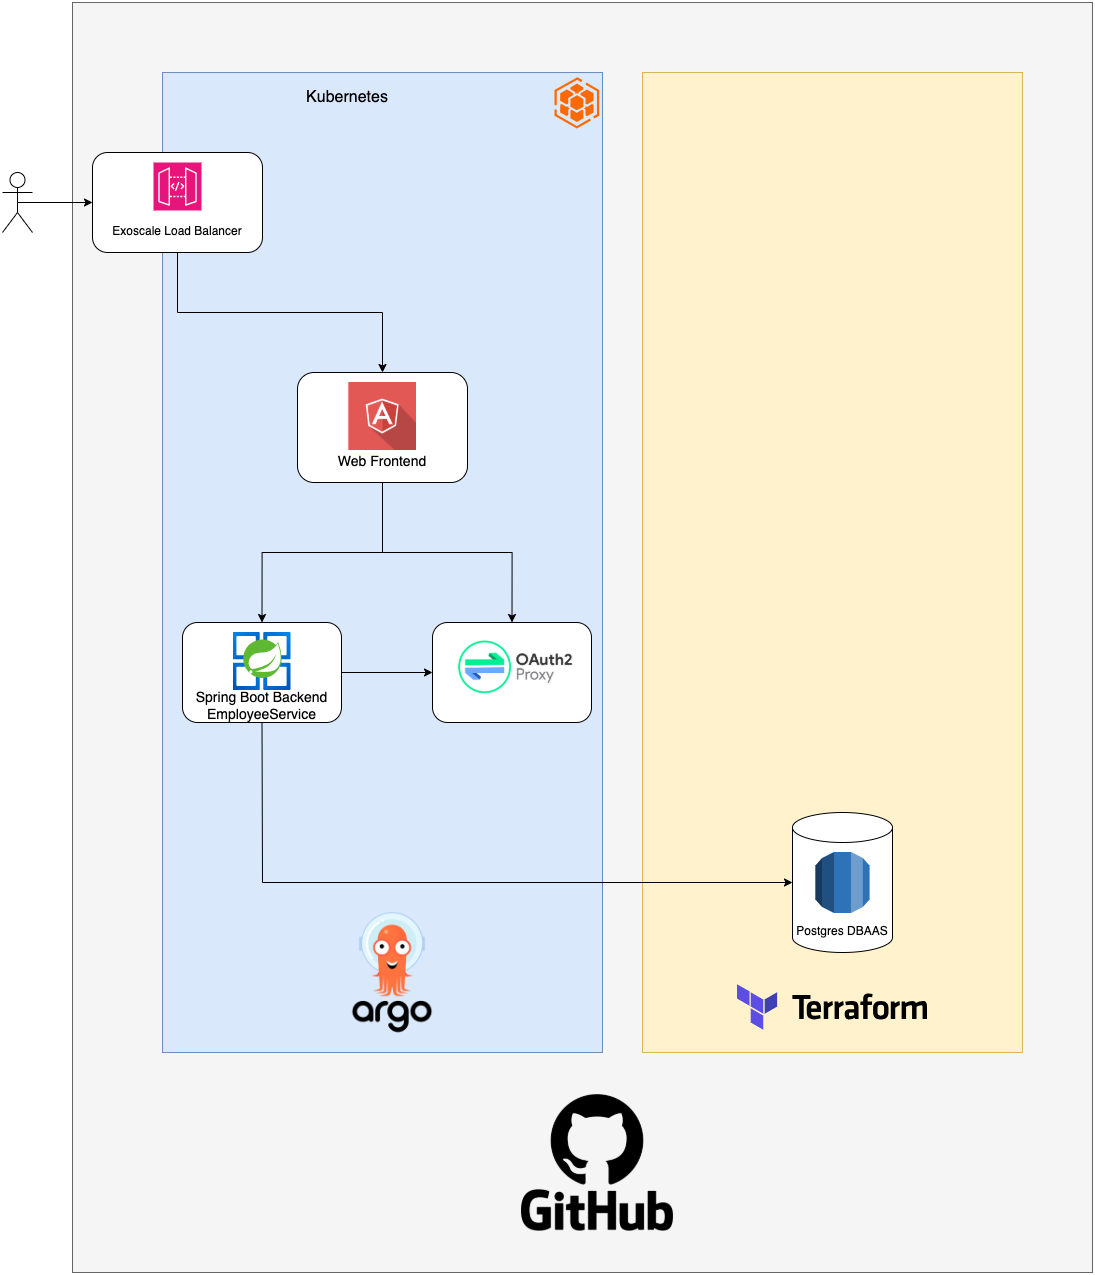 Kubernetes
</>
Exoscale Load Balancer
A
Web Frontend
Spring Boot Backend
EmployeeService
OAuth2
Proxy
Postgres DBAAS
argo
Terraform
GitHub